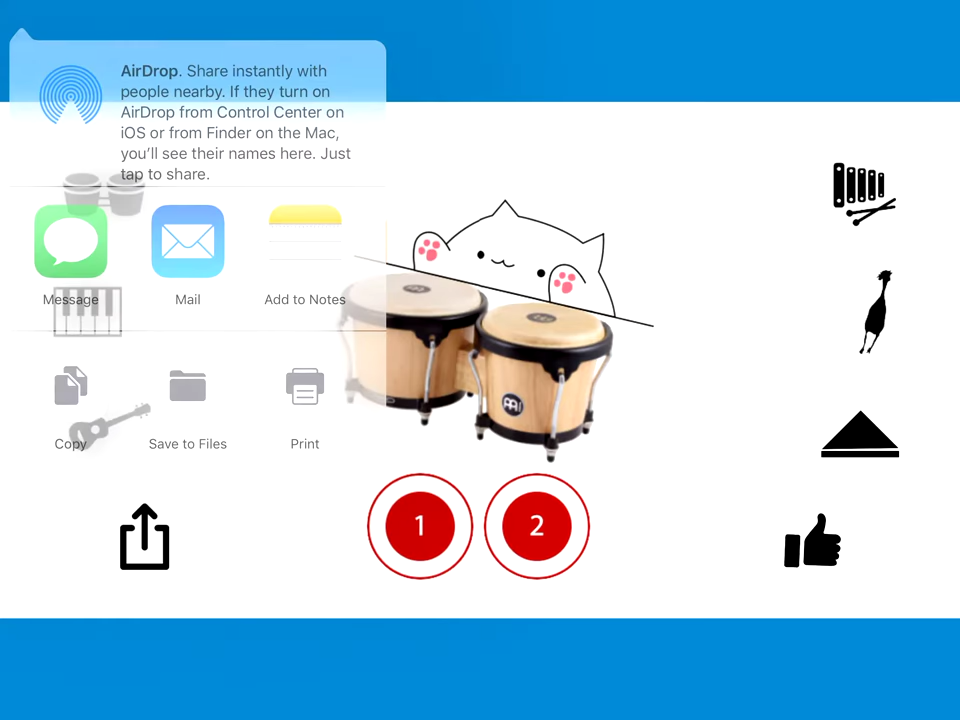 AirDrop. Share instantly with
people nearby. If they turn on
AirDrop from Control Center on
iOS or from Finder on the Mac,
you’ll see their names here. Just
tap to share.
Message Mail Add to Notes
Copy Save to Files Print
1 2